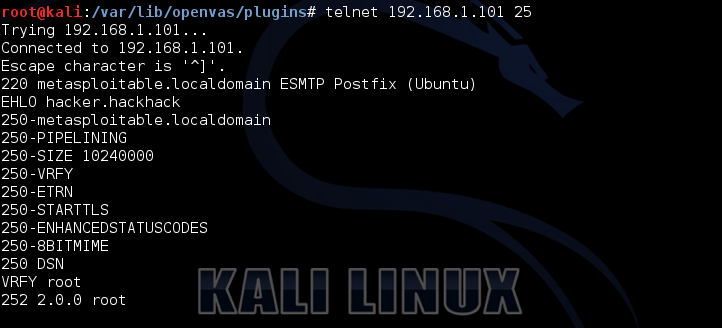 root@kali:/var/lib/openvas/plugins# telnet 192.168.1.101 25
Trying 192.168.1.101...
Connected to 192.168.1.101.
Escape character is '^]'.
220 metasploitable.localdomain ESMTP Postfix (Ubuntu)
EHLO hacker.hackhack
250-metasploitable.localdomain
250-PIPELINING
250-SIZE 10240000
250-VRFY
250-ETRN
250-STARTTLS
250-ENHANCEDSTATUSCODES
250-8BITMIME
250 DSN
VRFY root
252 2.0.0 root
KALI LINUX